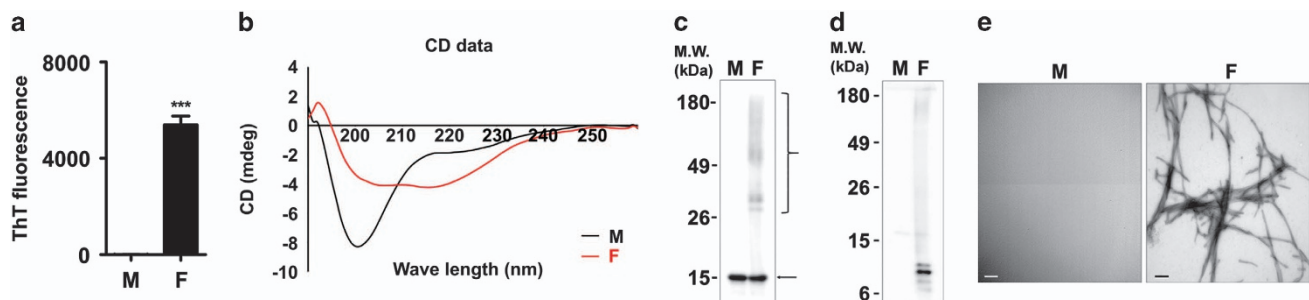 a
8000
4000
0
ThT fluorescence
***
M F
b
CD data
4
2
0
-2
-4
-6
-8
-10
200 210 220 230 240 250
CD (mdeg)
Wave length (nm)
M
F
c
M.W.
(kDa) M F
180-
49-
26-
15-
d
M.W.
(kDa) M F
180-
49-
26-
15-
6-
e
M F